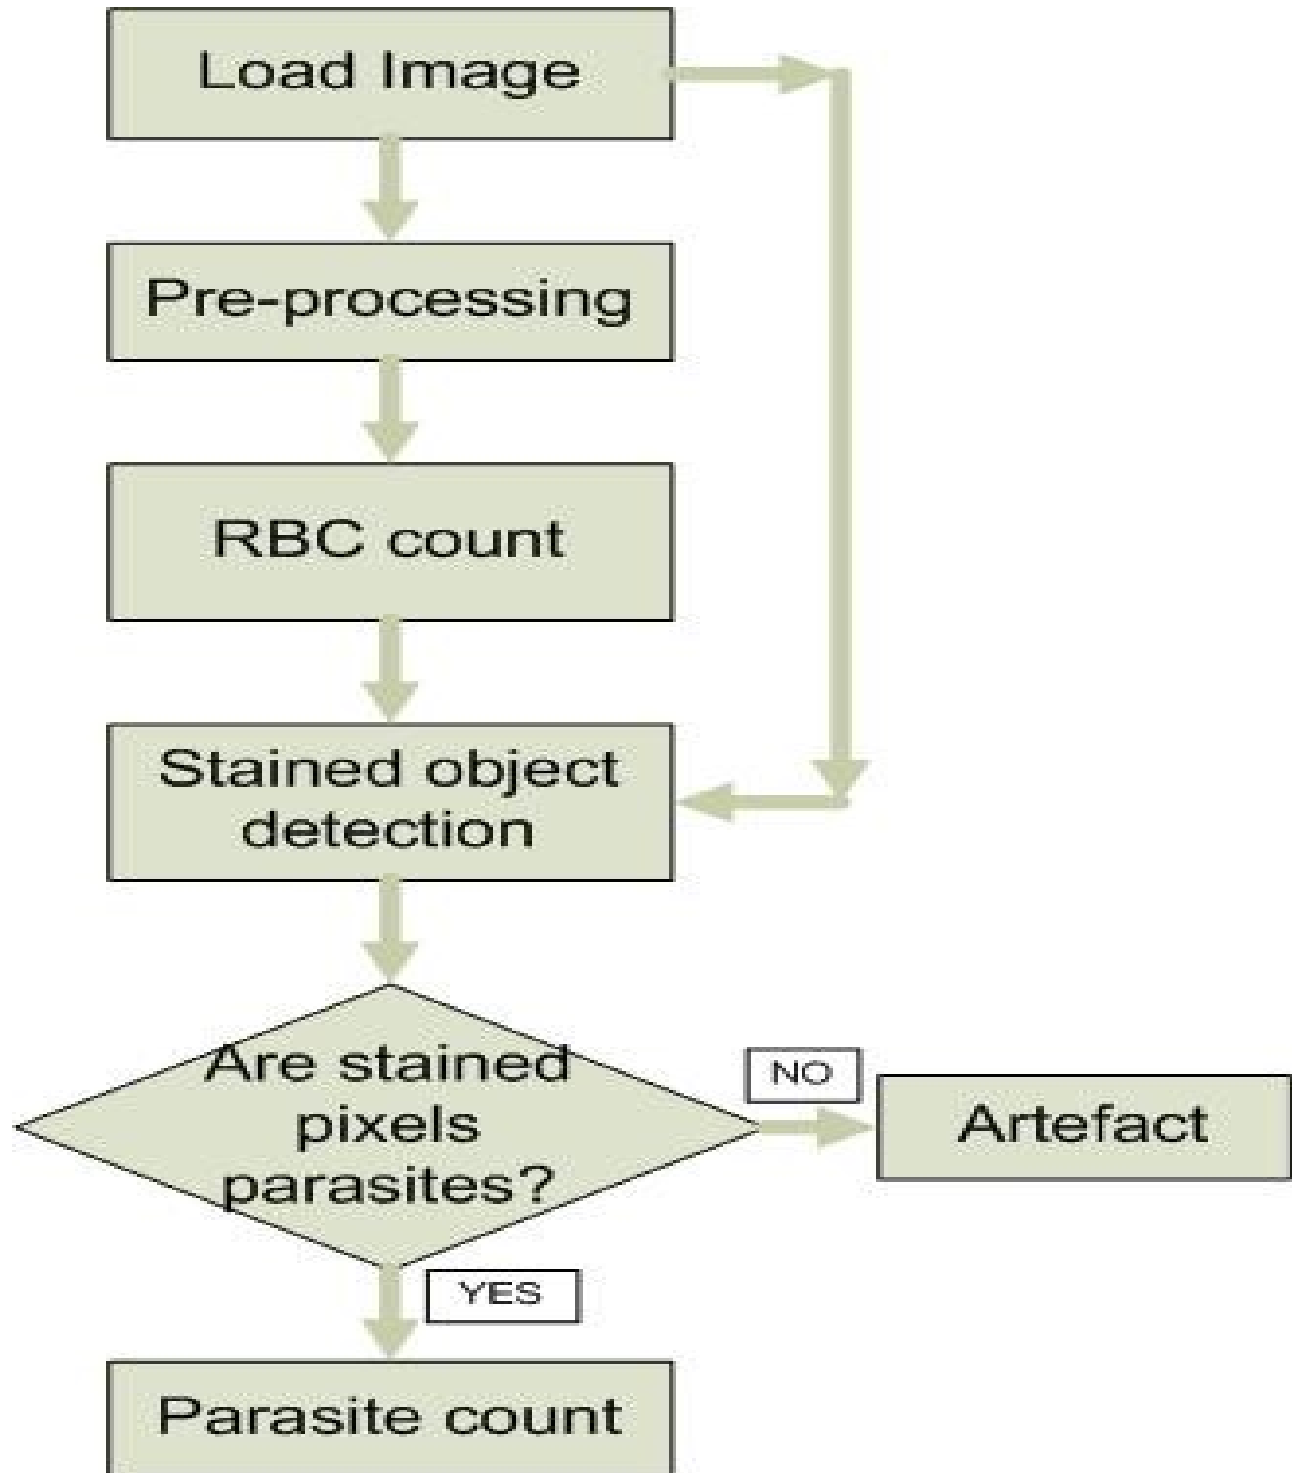 Load Image
Pre-processing
RBC count
Stained object
detection
Are stained
pixels
parasites?
NO
Artefact
YES
Parasite count